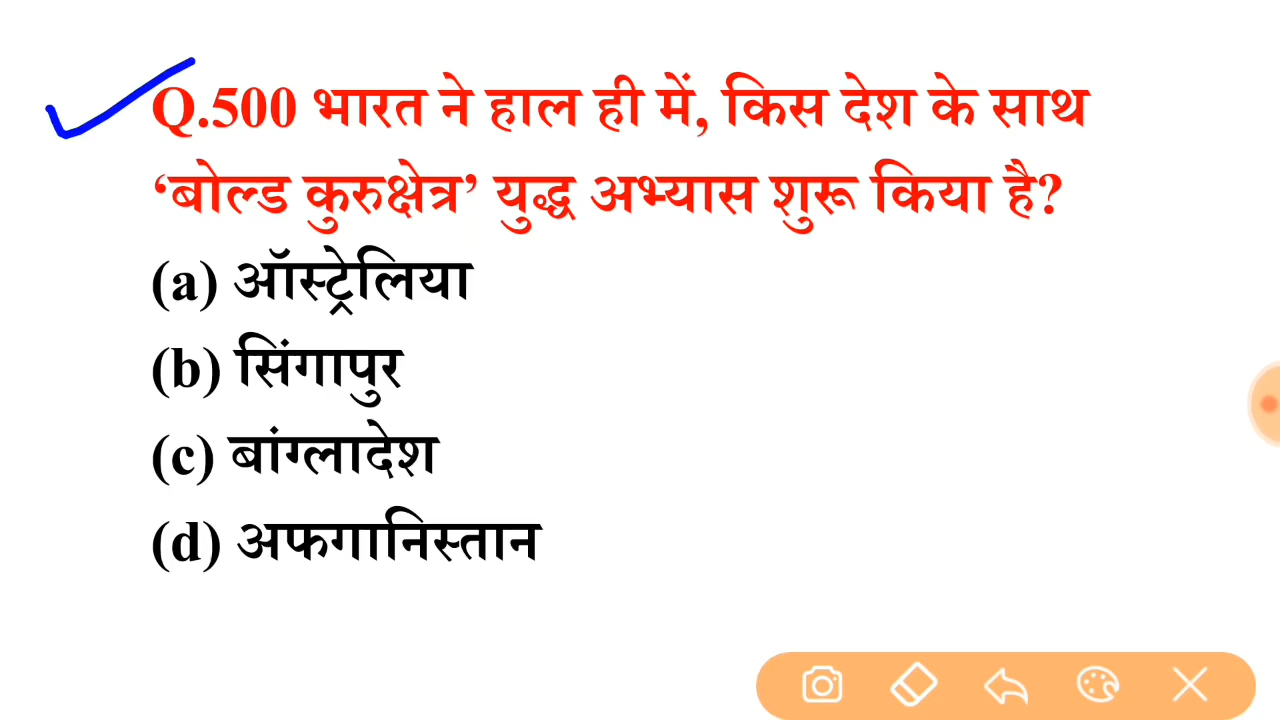 Q.500 भारत ने हाल ही में, किस देश के साथ
‘बोल्ड कुरुक्षेत्र’ युद्ध अभ्यास शुरू किया है?
(a) ऑस्ट्रेलिया
(b) सिंगापुर
(c) बांग्लादेश
(d) अफगानिस्तान